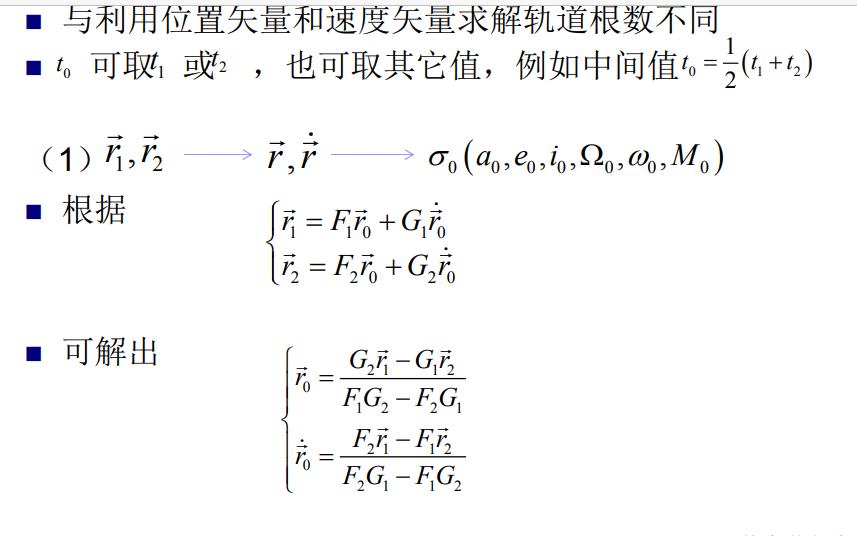 与利用位置矢量和速度矢量求解轨道根数不同
t₀ 可取t₁ 或t₂ ，也可取其它值，例如中间值t₀ = 1/2(t₁ + t₂)
（1）r⃗₁, r⃗₂ → r⃗, r⃗̇ → σ₀(a₀, e₀, i₀, Ω₀, ω₀, M₀)
根据
{ r⃗₁ = F₁r⃗₀ + G₁r⃗̇₀
r⃗₂ = F₂r⃗₀ + G₂r⃗̇₀
可解出
{ r⃗₀ = (G₂r⃗₁ − G₁r⃗₂)/(F₁G₂ − F₂G₁)
r⃗̇₀ = (F₂r⃗₁ − F₁r⃗₂)/(F₂G₁ − F₁G₂)